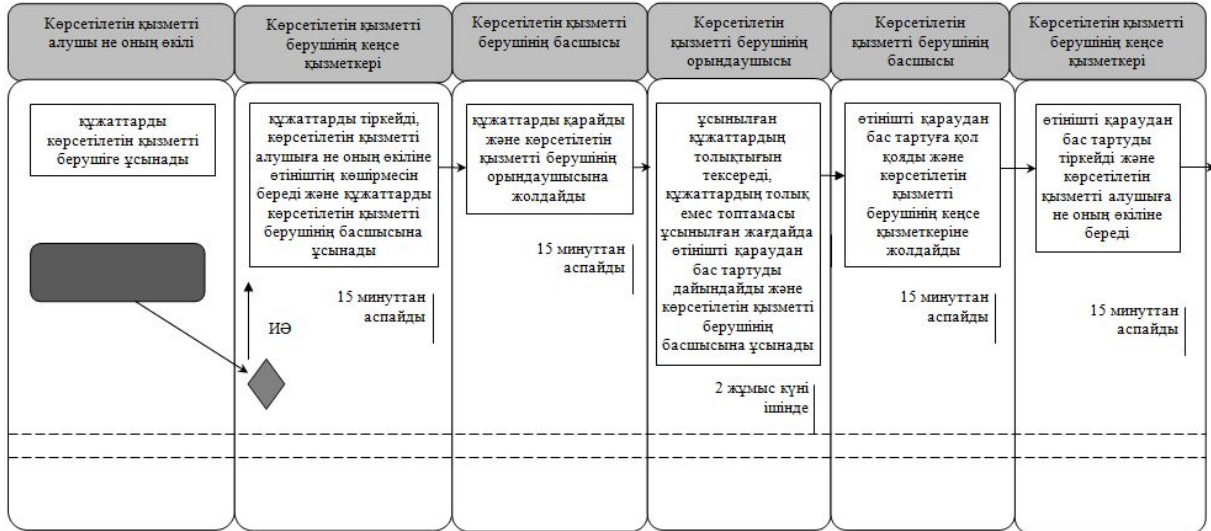 Көрсетілетін қызметті
алушы не оның өкілі
Көрсетілетін қызметті
берушінің кеңсе
қызметкері
Көрсетілетін қызметті
берушінің басшысы
Көрсетілетін
қызметті берушінің
орындаушысы
Көрсетілетін
қызметті берушінің
басшысы
Көрсетілетін қызметті
берушінің кеңсе
қызметкері
құжаттарды
көрсетілетін қызметті
берушіге ұсынады
құжаттарды тіркейді,
көрсетілетін қызметті
алушыға не оның өкіліне
өтініштің көшірмесін
береді және құжаттарды
көрсетілетін қызметті
берушінің басшысына
ұсынады
15 минуттан
аспайды
ИӘ
құжаттарды қарайды
және көрсетілетін
қызметті берушінің
орындаушысына
жолдайды
15 минуттан
аспайды
ұсынылған
құжаттардың
толықтығын
тексереді,
құжаттардың толық
емес топтамасы
ұсынылған жағдайда
өтінішті қараудан
бас тартуды
дайындайды және
көрсетілетін қызметті
берушінің
басшысына ұсынады
2 жұмыс күні
ішінде
өтінішті қараудан
бас тартуға қол
қояды және
көрсетілетін
қызметті
берушінің кеңсе
қызметкеріне
жолдайды
15 минуттан
аспайды
өтінішті қараудан
бас тартуды
тіркейді және
көрсетілетін
қызметті алушыға
не оның өкіліне
береді
15 минуттан
аспайды